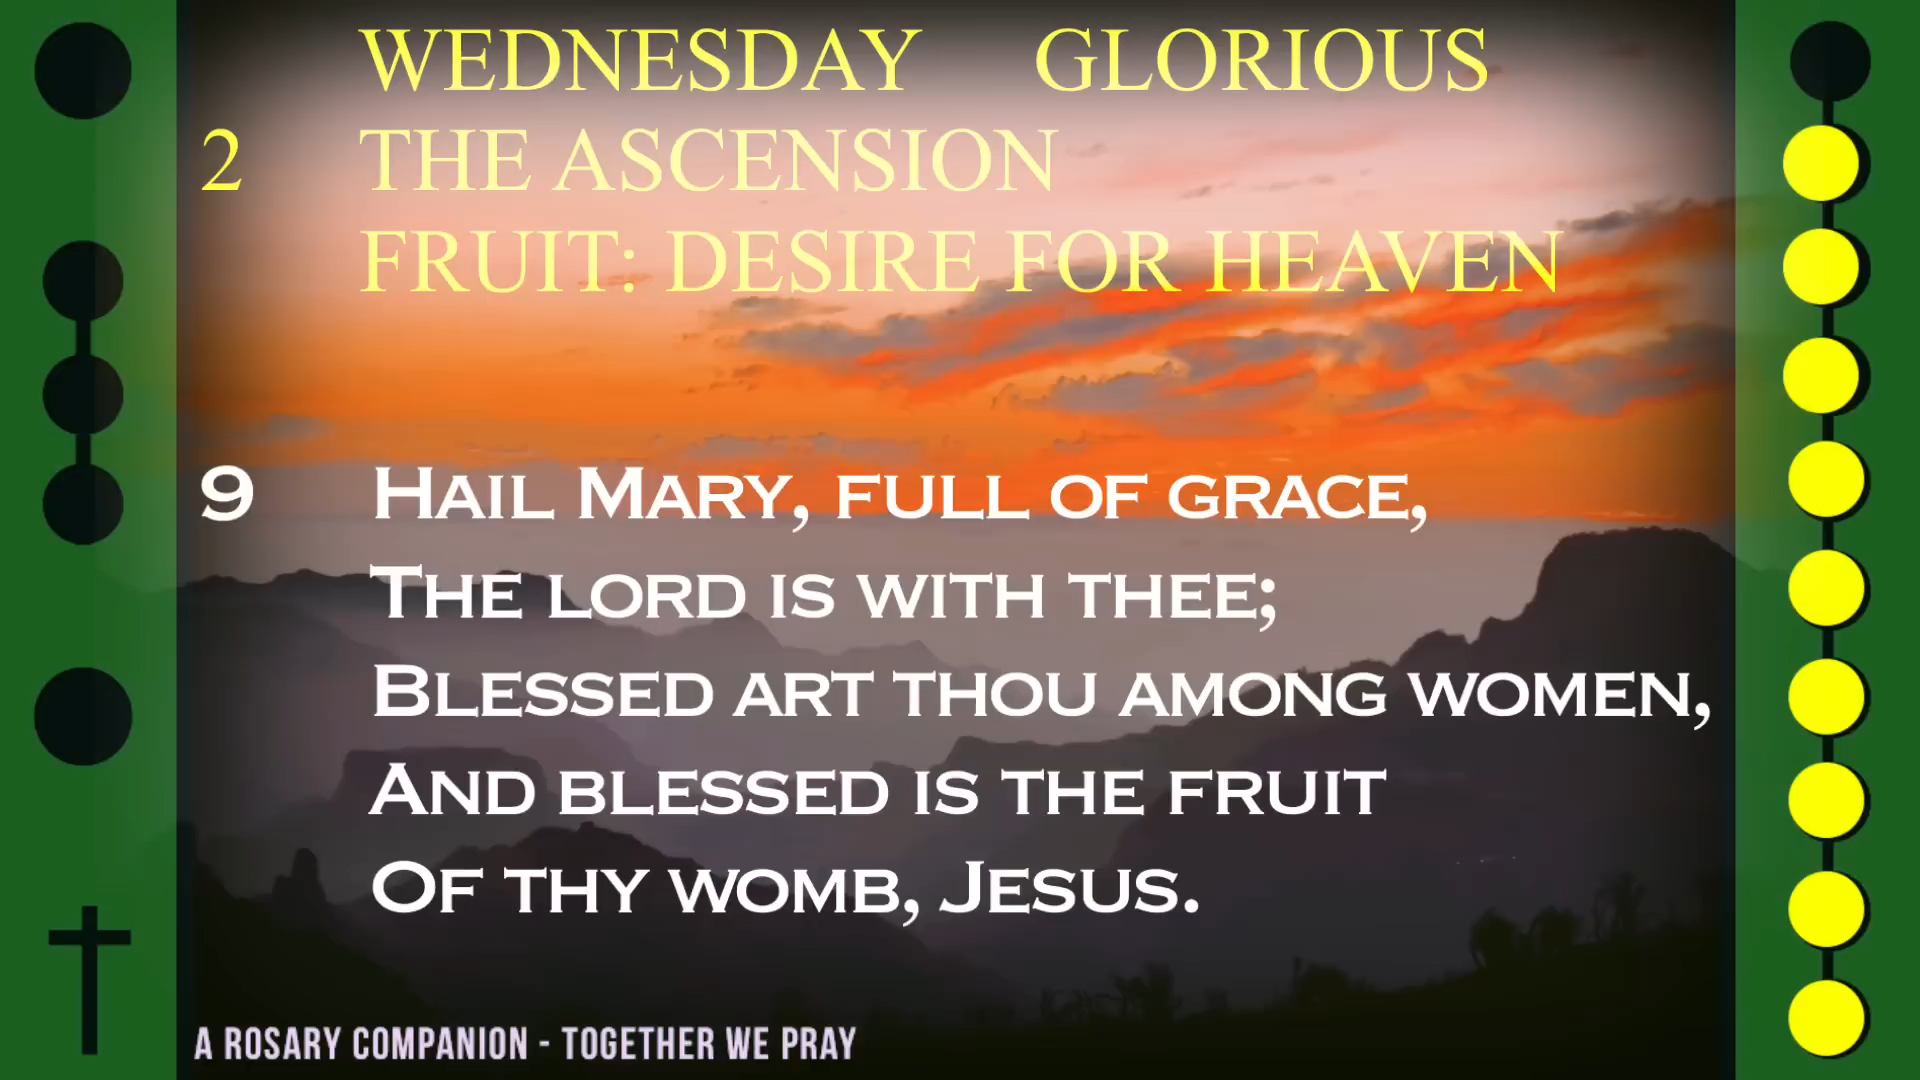 WEDNESDAY GLORIOUS
2 THE ASCENSION
FRUIT: DESIRE FOR HEAVEN
9 HAIL MARY, FULL OF GRACE,
THE LORD IS WITH THEE;
BLESSED ART THOU AMONG WOMEN,
AND BLESSED IS THE FRUIT
OF THY WOMB, JESUS.
A ROSARY COMPANION - TOGETHER WE PRAY